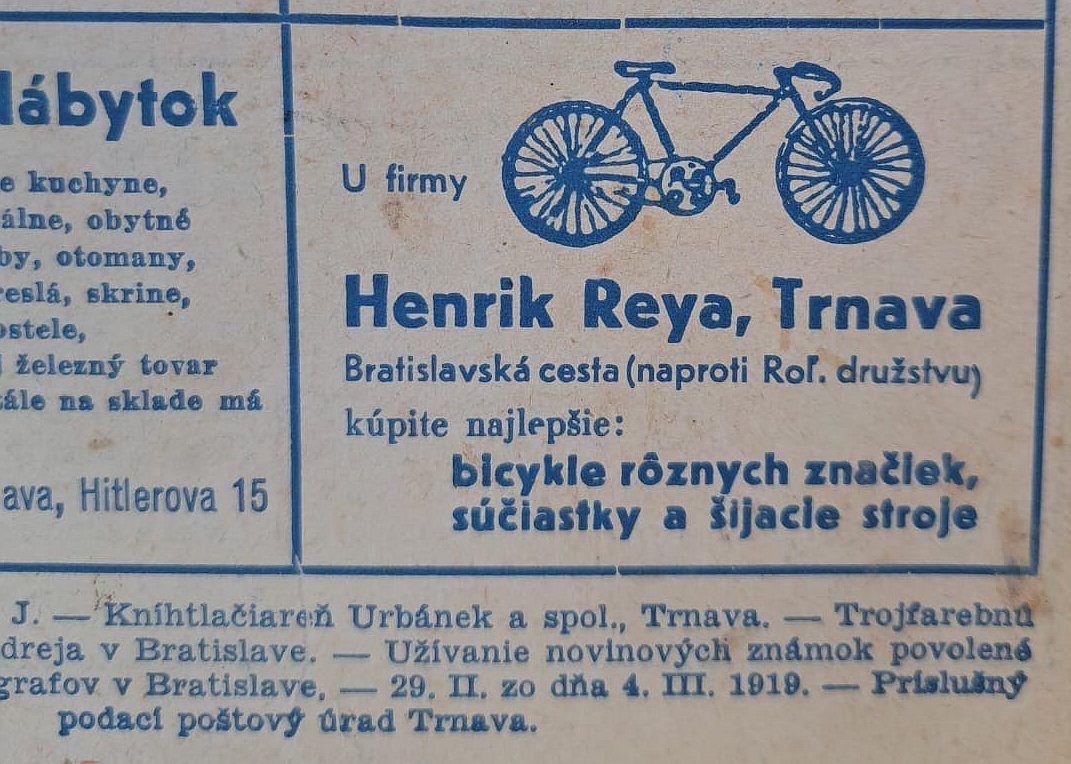 lábytok
e kuchyne,
álne, obytné
by, otomany,
reslá, skrine,
ostele,
železný tovar
ále na sklade má
ava, Hitlerova 15
U firmy
Henrik Reya, Trnava
Bratislavská cesta (naproti Roľ. družstvu)
kúpite najlepšie:
bicykle rôznych značiek,
súčiastky a šijacie stroje
J. — Kníhtlačiareň Urbánek a spol., Trnava. — Trojfarebnú
dreja v Bratislave. — Užívanie novinových známok povolené
grafov v Bratislave, — 29. II. zo dňa 4. III. 1919. — Príslušný
podací poštový úrad Trnava.